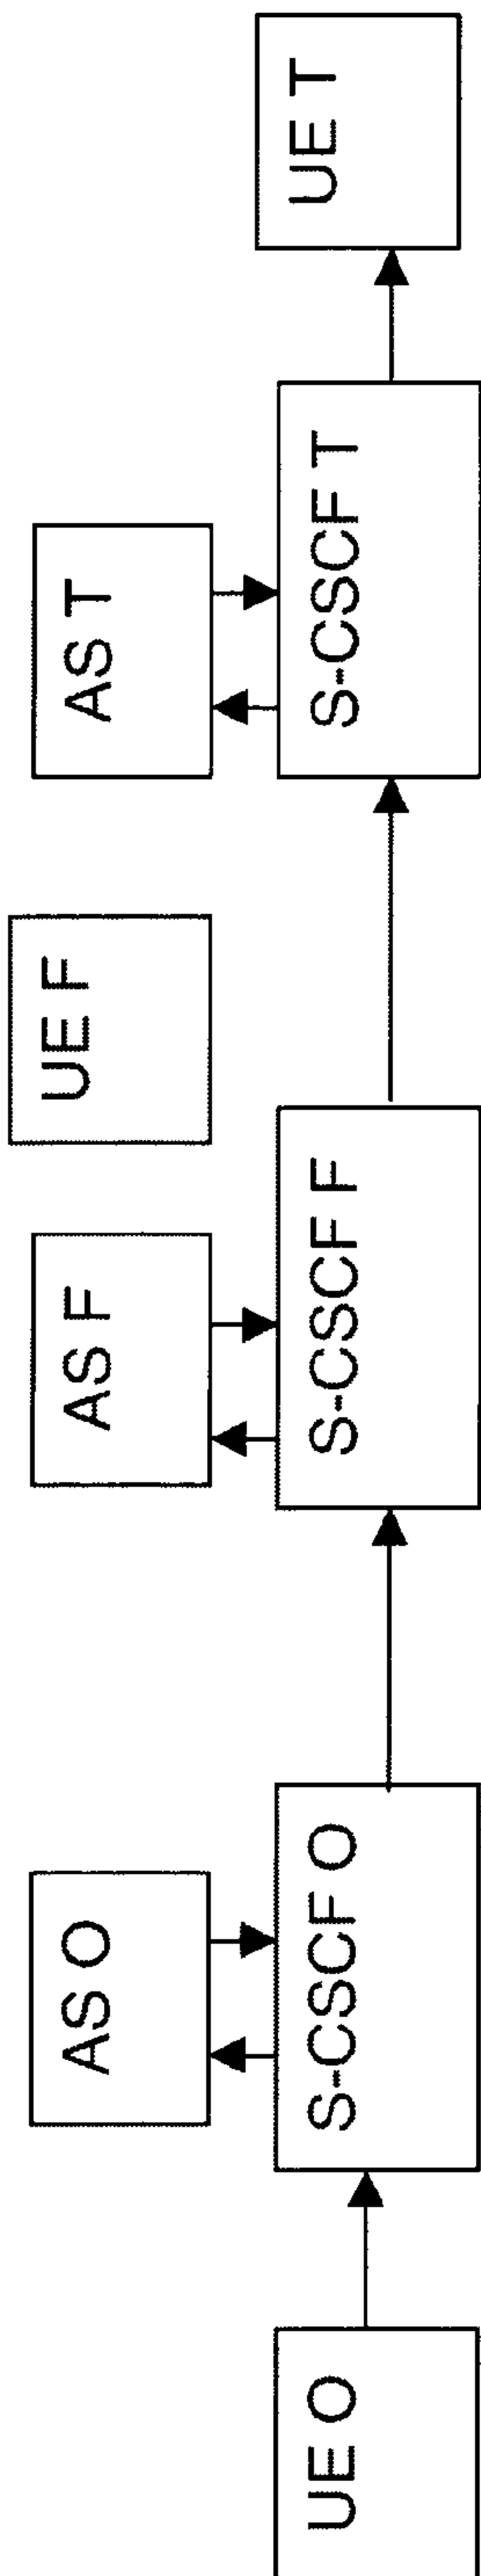 AS O
AS F
UE F
AS T
UE O
S-CSCF O
S-CSCF F
S-CSCF T
UE T